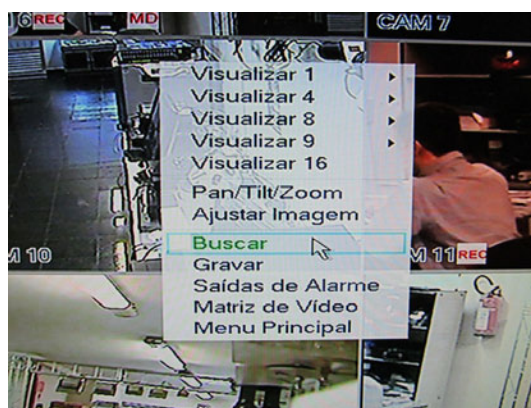 6 REC MD CAM 7
Visualizar 1
Visualizar 4
Visualizar 8
Visualizar 9
Visualizar 16
Pan/Tilt/Zoom
Ajustar Imagem
Buscar
Gravar
Saídas de Alarme
Matriz de Vídeo
Menu Principal
M 10
M 11 REC